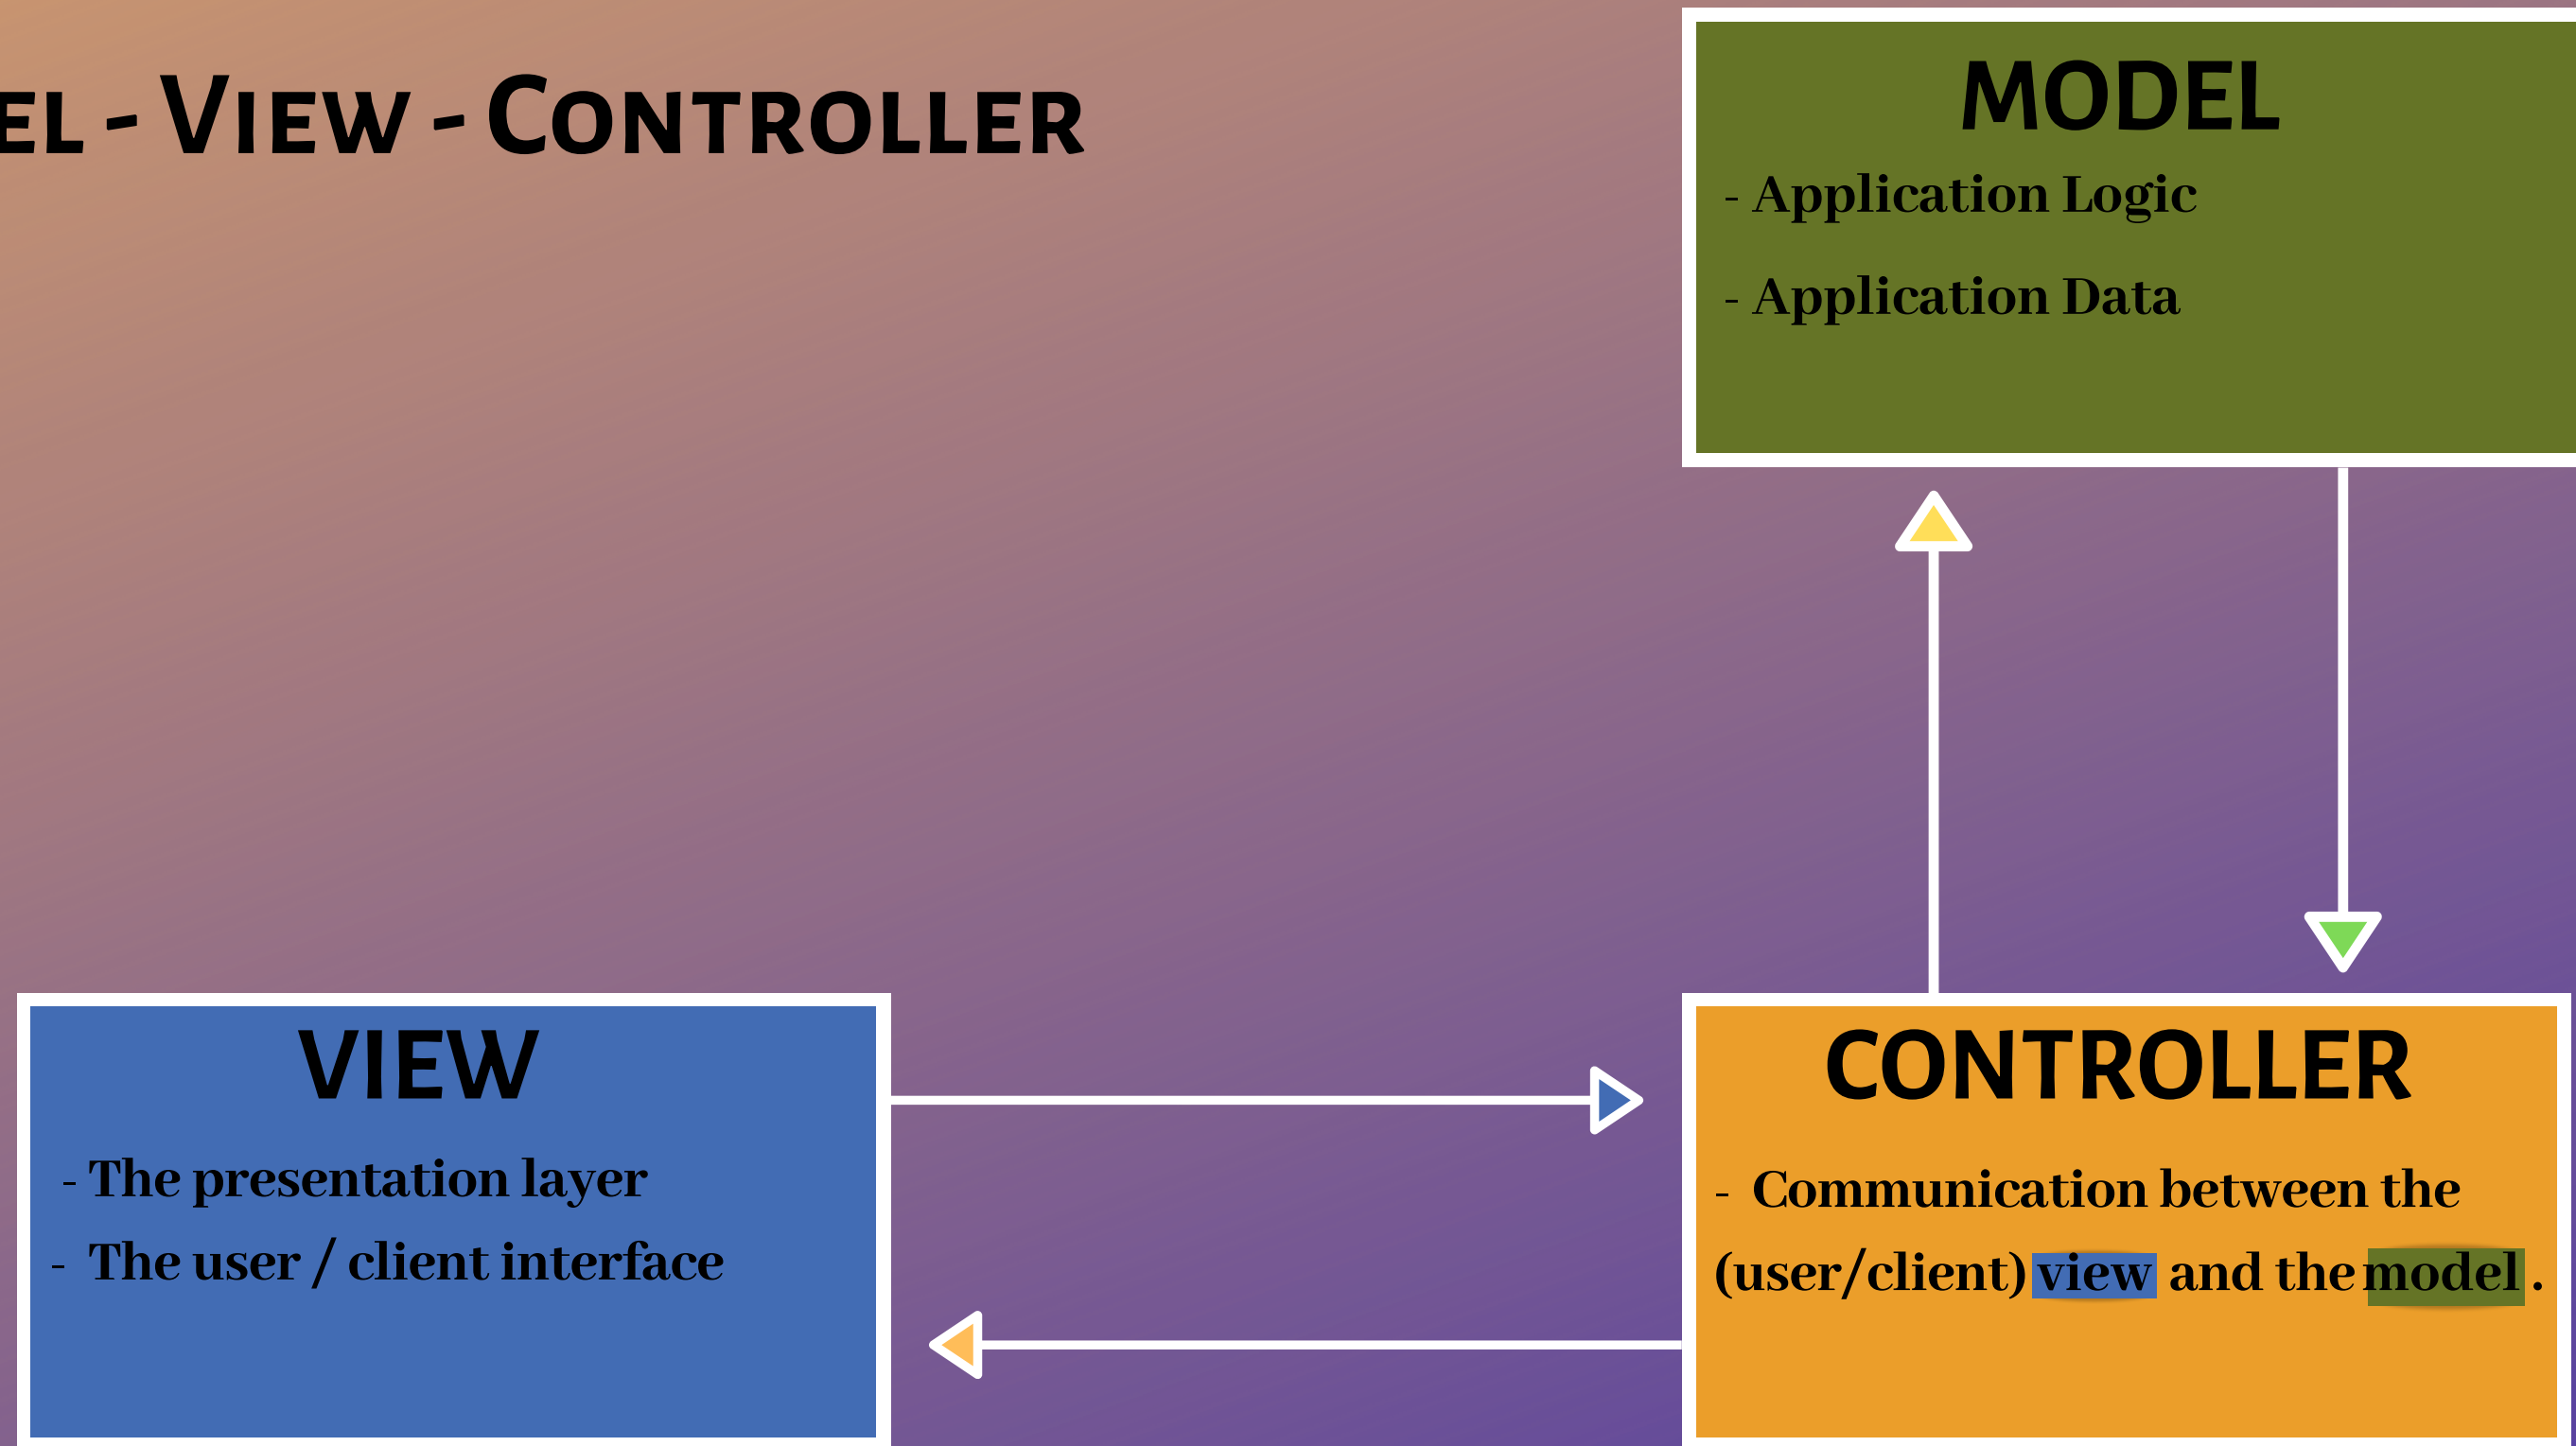 EL - VIEW - CONTROLLER
MODEL
- Application Logic
- Application Data
VIEW
- The presentation layer
- The user / client interface
CONTROLLER
- Communication between the
(user/client) view and the model .